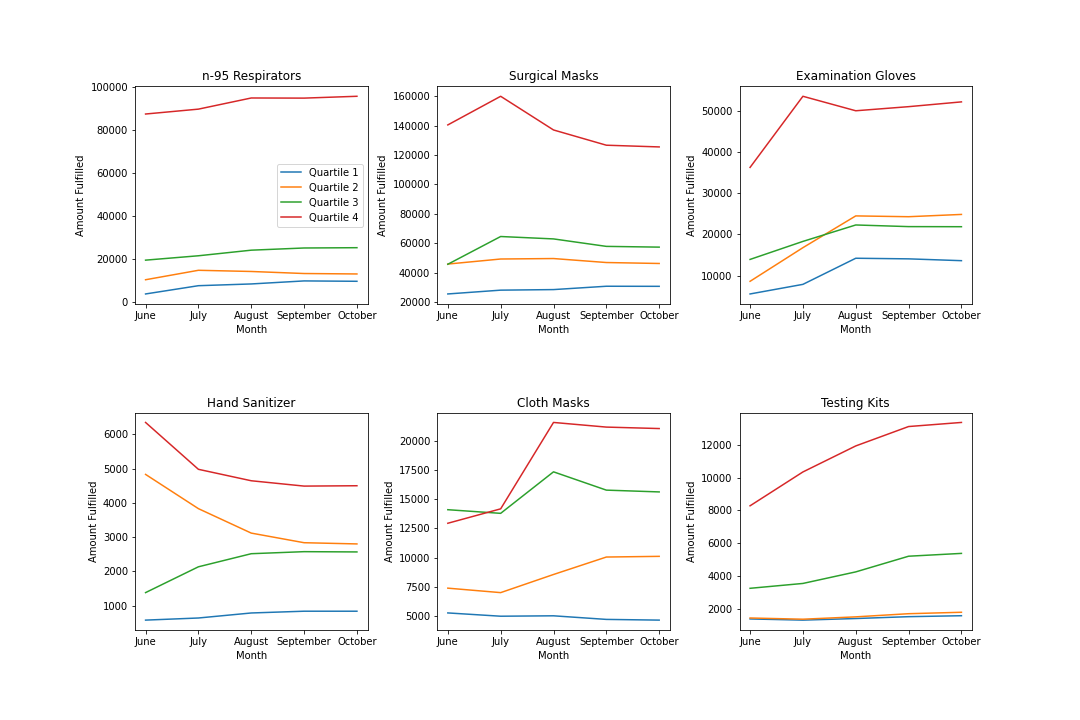 n-95 Respirators
100000
80000
60000
40000
20000
0
Amount Fulfilled
Quartile 1
Quartile 2
Quartile 3
Quartile 4
June July August September October
Month
Surgical Masks
160000
140000
120000
100000
80000
60000
40000
20000
Amount Fulfilled
June July August September October
Month
Examination Gloves
50000
40000
30000
20000
10000
Amount Fulfilled
June July August September October
Month
Hand Sanitizer
6000
5000
4000
3000
2000
1000
Amount Fulfilled
June July August September October
Month
Cloth Masks
20000
17500
15000
12500
10000
7500
5000
Amount Fulfilled
June July August September October
Month
Testing Kits
12000
10000
8000
6000
4000
2000
Amount Fulfilled
June July August September October
Month